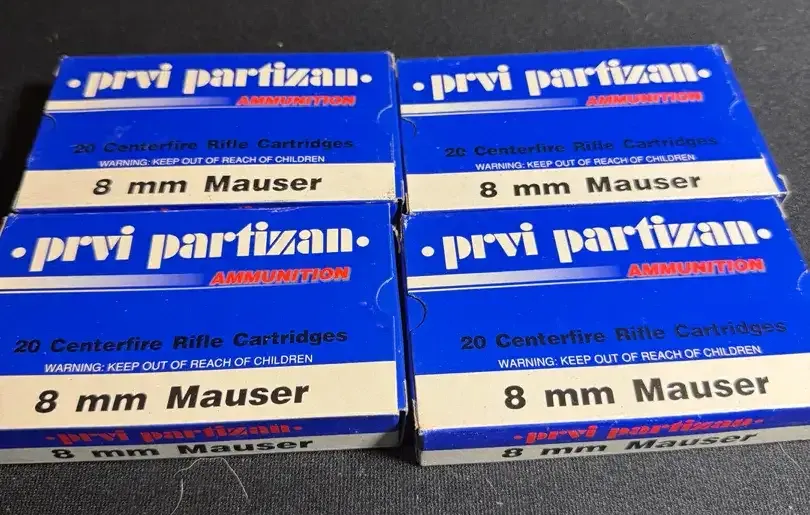 ·prvi partizan·
AMMUNITION
20 Centerfire Rifle Cartridges
WARNING: KEEP OUT OF REACH OF CHILDREN
8 mm Mauser
·prvi partizan·
AMMUNITION
20 Centerfire Rifle Cartridges
WARNING: KEEP OUT OF REACH OF CHILDREN
8 mm Mauser
·prvi partizan·
AMMUNITION
20 Centerfire Rifle Cartridges
WARNING: KEEP OUT OF REACH OF CHILDREN
8 mm Mauser
·prvi partizan·
8 mm Mauser
·prvi partizan·
AMMUNITION
20 Centerfire Rifle Cartridges
WARNING: KEEP OUT OF REACH OF CHILDREN
8 mm Mauser
·prvi partizan·
8 mm Mauser